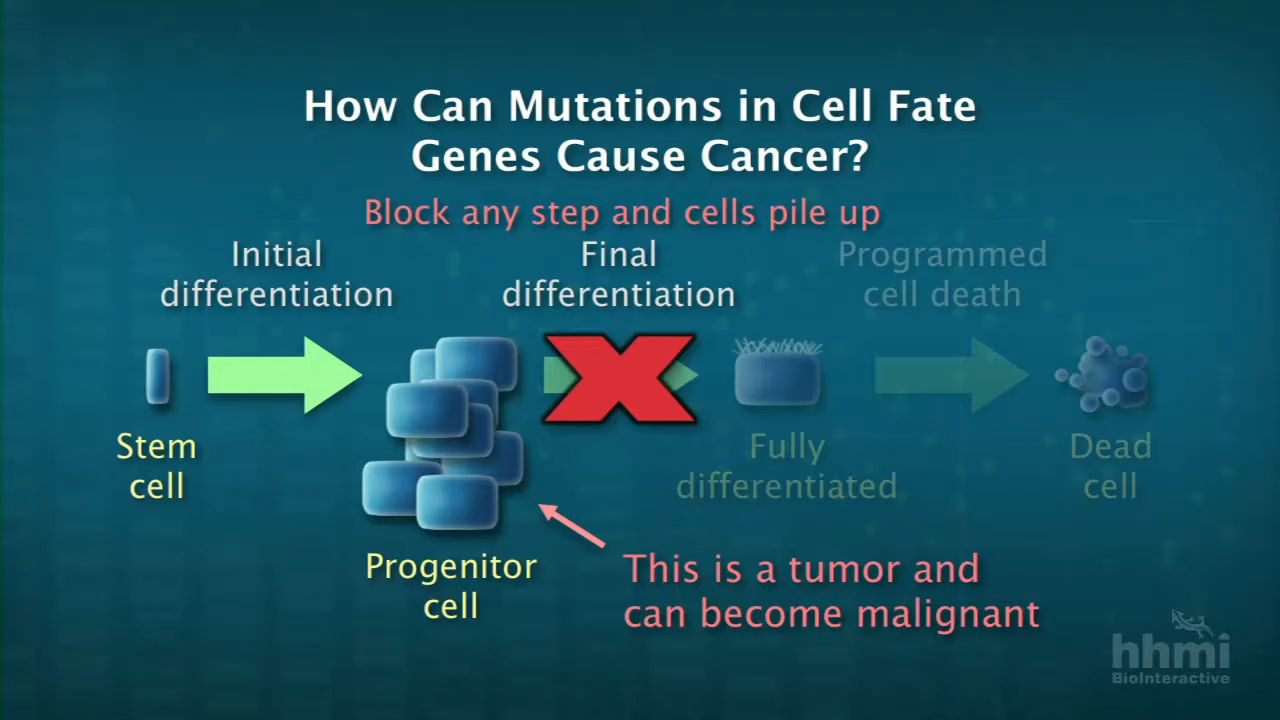 How Can Mutations in Cell Fate
Genes Cause Cancer?
Block any step and cells pile up
Initial
differentiation
Final
differentiation
Programmed
cell death
Stem
cell
Progenitor
cell
Fully
differentiated
Dead
cell
This is a tumor and
can become malignant
hhmi
BioInteractive